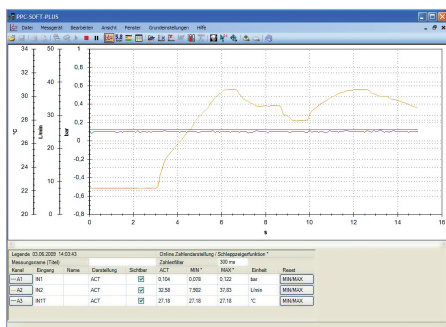 PPC-SOFT-PLUS
Datei Messgerät Bearbeiten Ansicht Fenster Grundeinstellungen Hilfe
34 50 1
32 0,8
40 0,6
30 0,4
28 30 0,2
°C L/min bar
26 0
20 -0,2
24 -0,4
10 -0,6
22 -0,8
20 0
0 2 4 6 8 10 12 14 16
s
Legende 03.06.2009 14:03:43 Online Zahlendarstellung / Schleppzeigerfunktion *
Messungsname (Titel) Zahlenfilter 300 ms
Kanal Eingang Name Darstellung Sichtbar ACT MIN * MAX * Einheit Reset
A1 IN1 ACT 0,104 0,078 0,122 bar MIN/MAX
A2 IN2 ACT 32,58 7,902 37,83 L/min MIN/MAX
A3 IN1T ACT 27,18 27,18 27,18 °C MIN/MAX